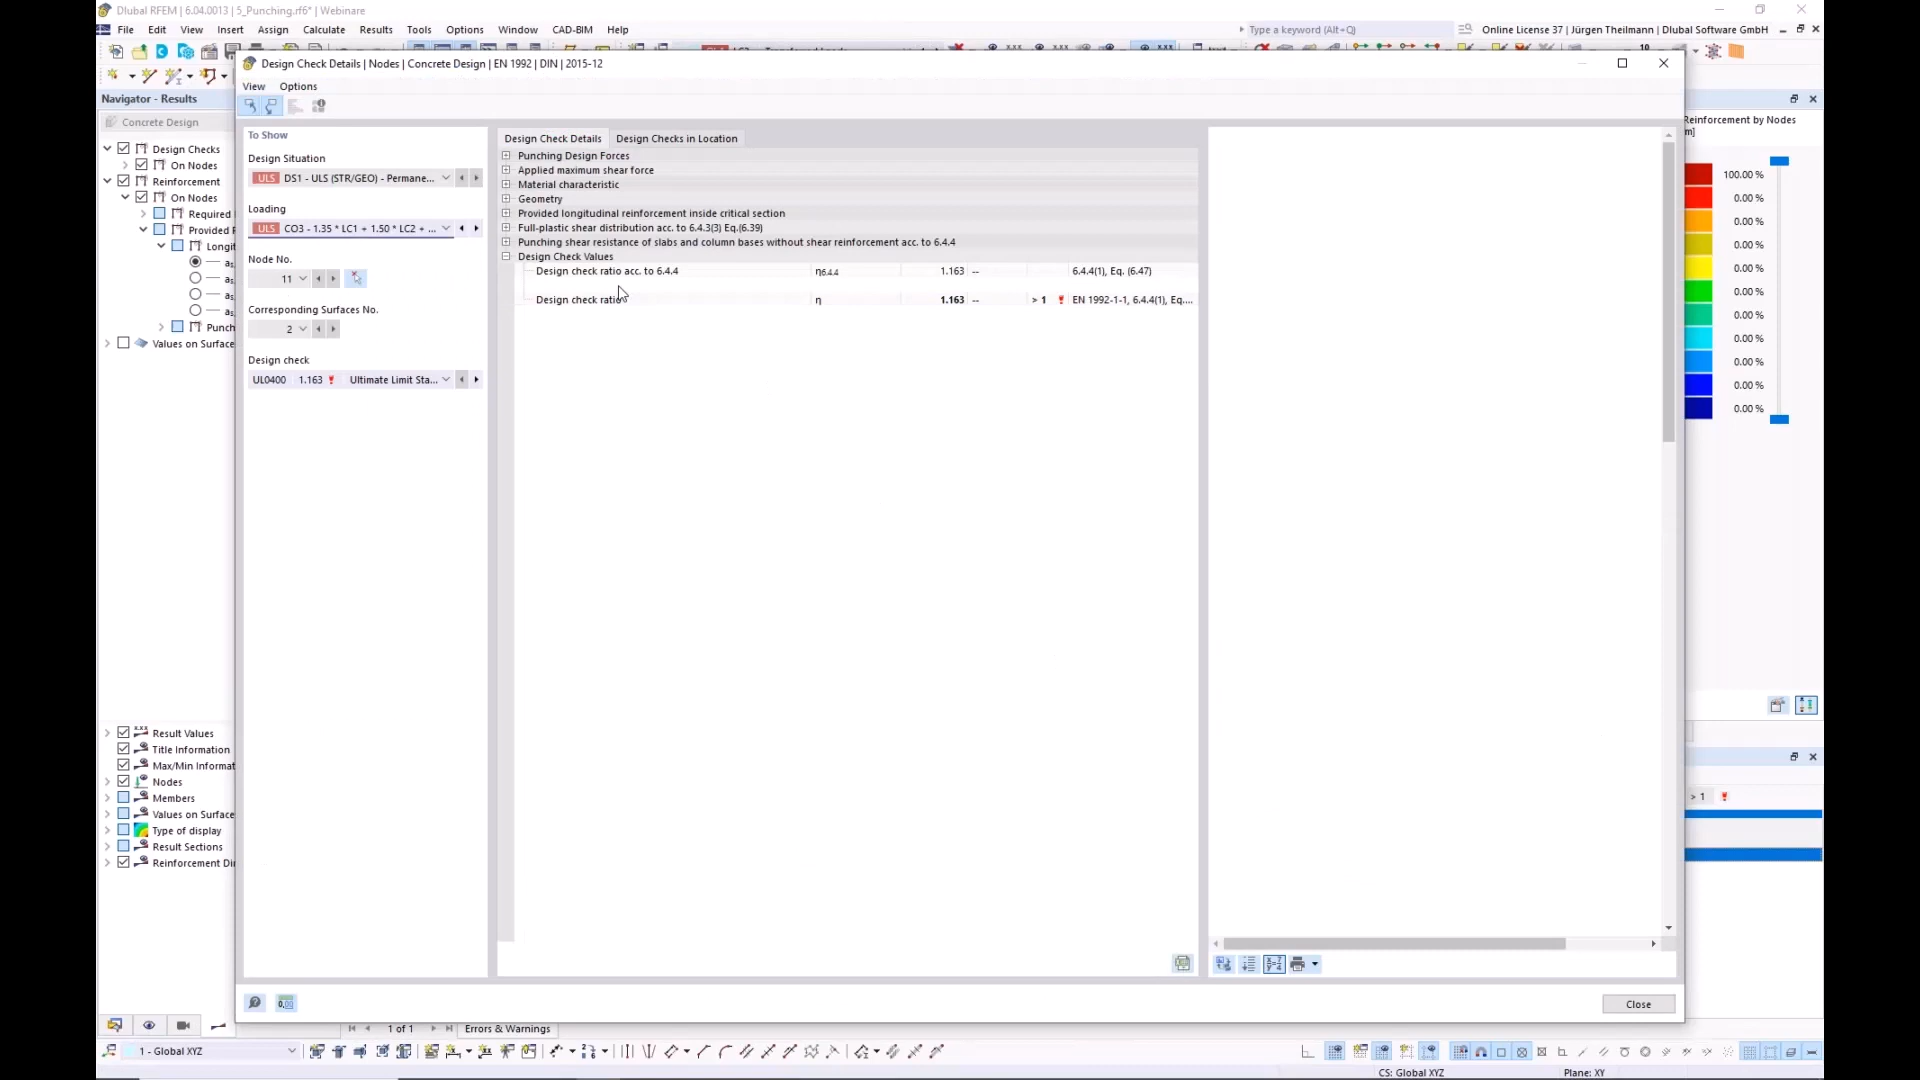 Dlubal RFEM | 6.04.0013 | 5_Punching.rf6* | Webinare
File Edit View Insert Assign Calculate Results Tools Options Window CAD-BIM Help
Type a keyword (Alt+Q)
Online License 37 | Jürgen Theilmann | Dlubal Software GmbH
Design Check Details | Nodes | Concrete Design | EN 1992 | DIN | 2015-12
View Options
Navigator - Results
Concrete Design
Design Checks
On Nodes
Reinforcement
On Nodes
Required
Provided R
Longit
Punch
Values on Surface
To Show
Design Situation
ULS DS1 - ULS (STR/GEO) - Permane...
Loading
ULS CO3 - 1.35 * LC1 + 1.50 * LC2 + ...
Node No.
11
Corresponding Surfaces No.
2
Design check
UL0400 1.163 Ultimate Limit Sta...
Design Check Details Design Checks in Location
Punching Design Forces
Applied maximum shear force
Material characteristic
Geometry
Provided longitudinal reinforcement inside critical section
Full-plastic shear distribution acc. to 6.4.3(3) Eq.(6.39)
Punching shear resistance of slabs and column bases without shear reinforcement acc. to 6.4.4
Design Check Values
Design check ratio acc. to 6.4.4 η6.4.4 1.163 -- 6.4.4(1), Eq. (6.47)
Design check ratio η 1.163 -- > 1 ! EN 1992-1-1, 6.4.4(1), Eq....
Reinforcement by Nodes
100.00 %
0.00 %
0.00 %
0.00 %
0.00 %
0.00 %
0.00 %
0.00 %
0.00 %
0.00 %
0.00 %
> 1 !
Result Values
Title Information
Max/Min Informat
Nodes
Members
Values on Surface
Type of display
Result Sections
Reinforcement Dir
Close
1 of 1 Errors & Warnings
1 - Global XYZ
CS: Global XYZ Plane: XY